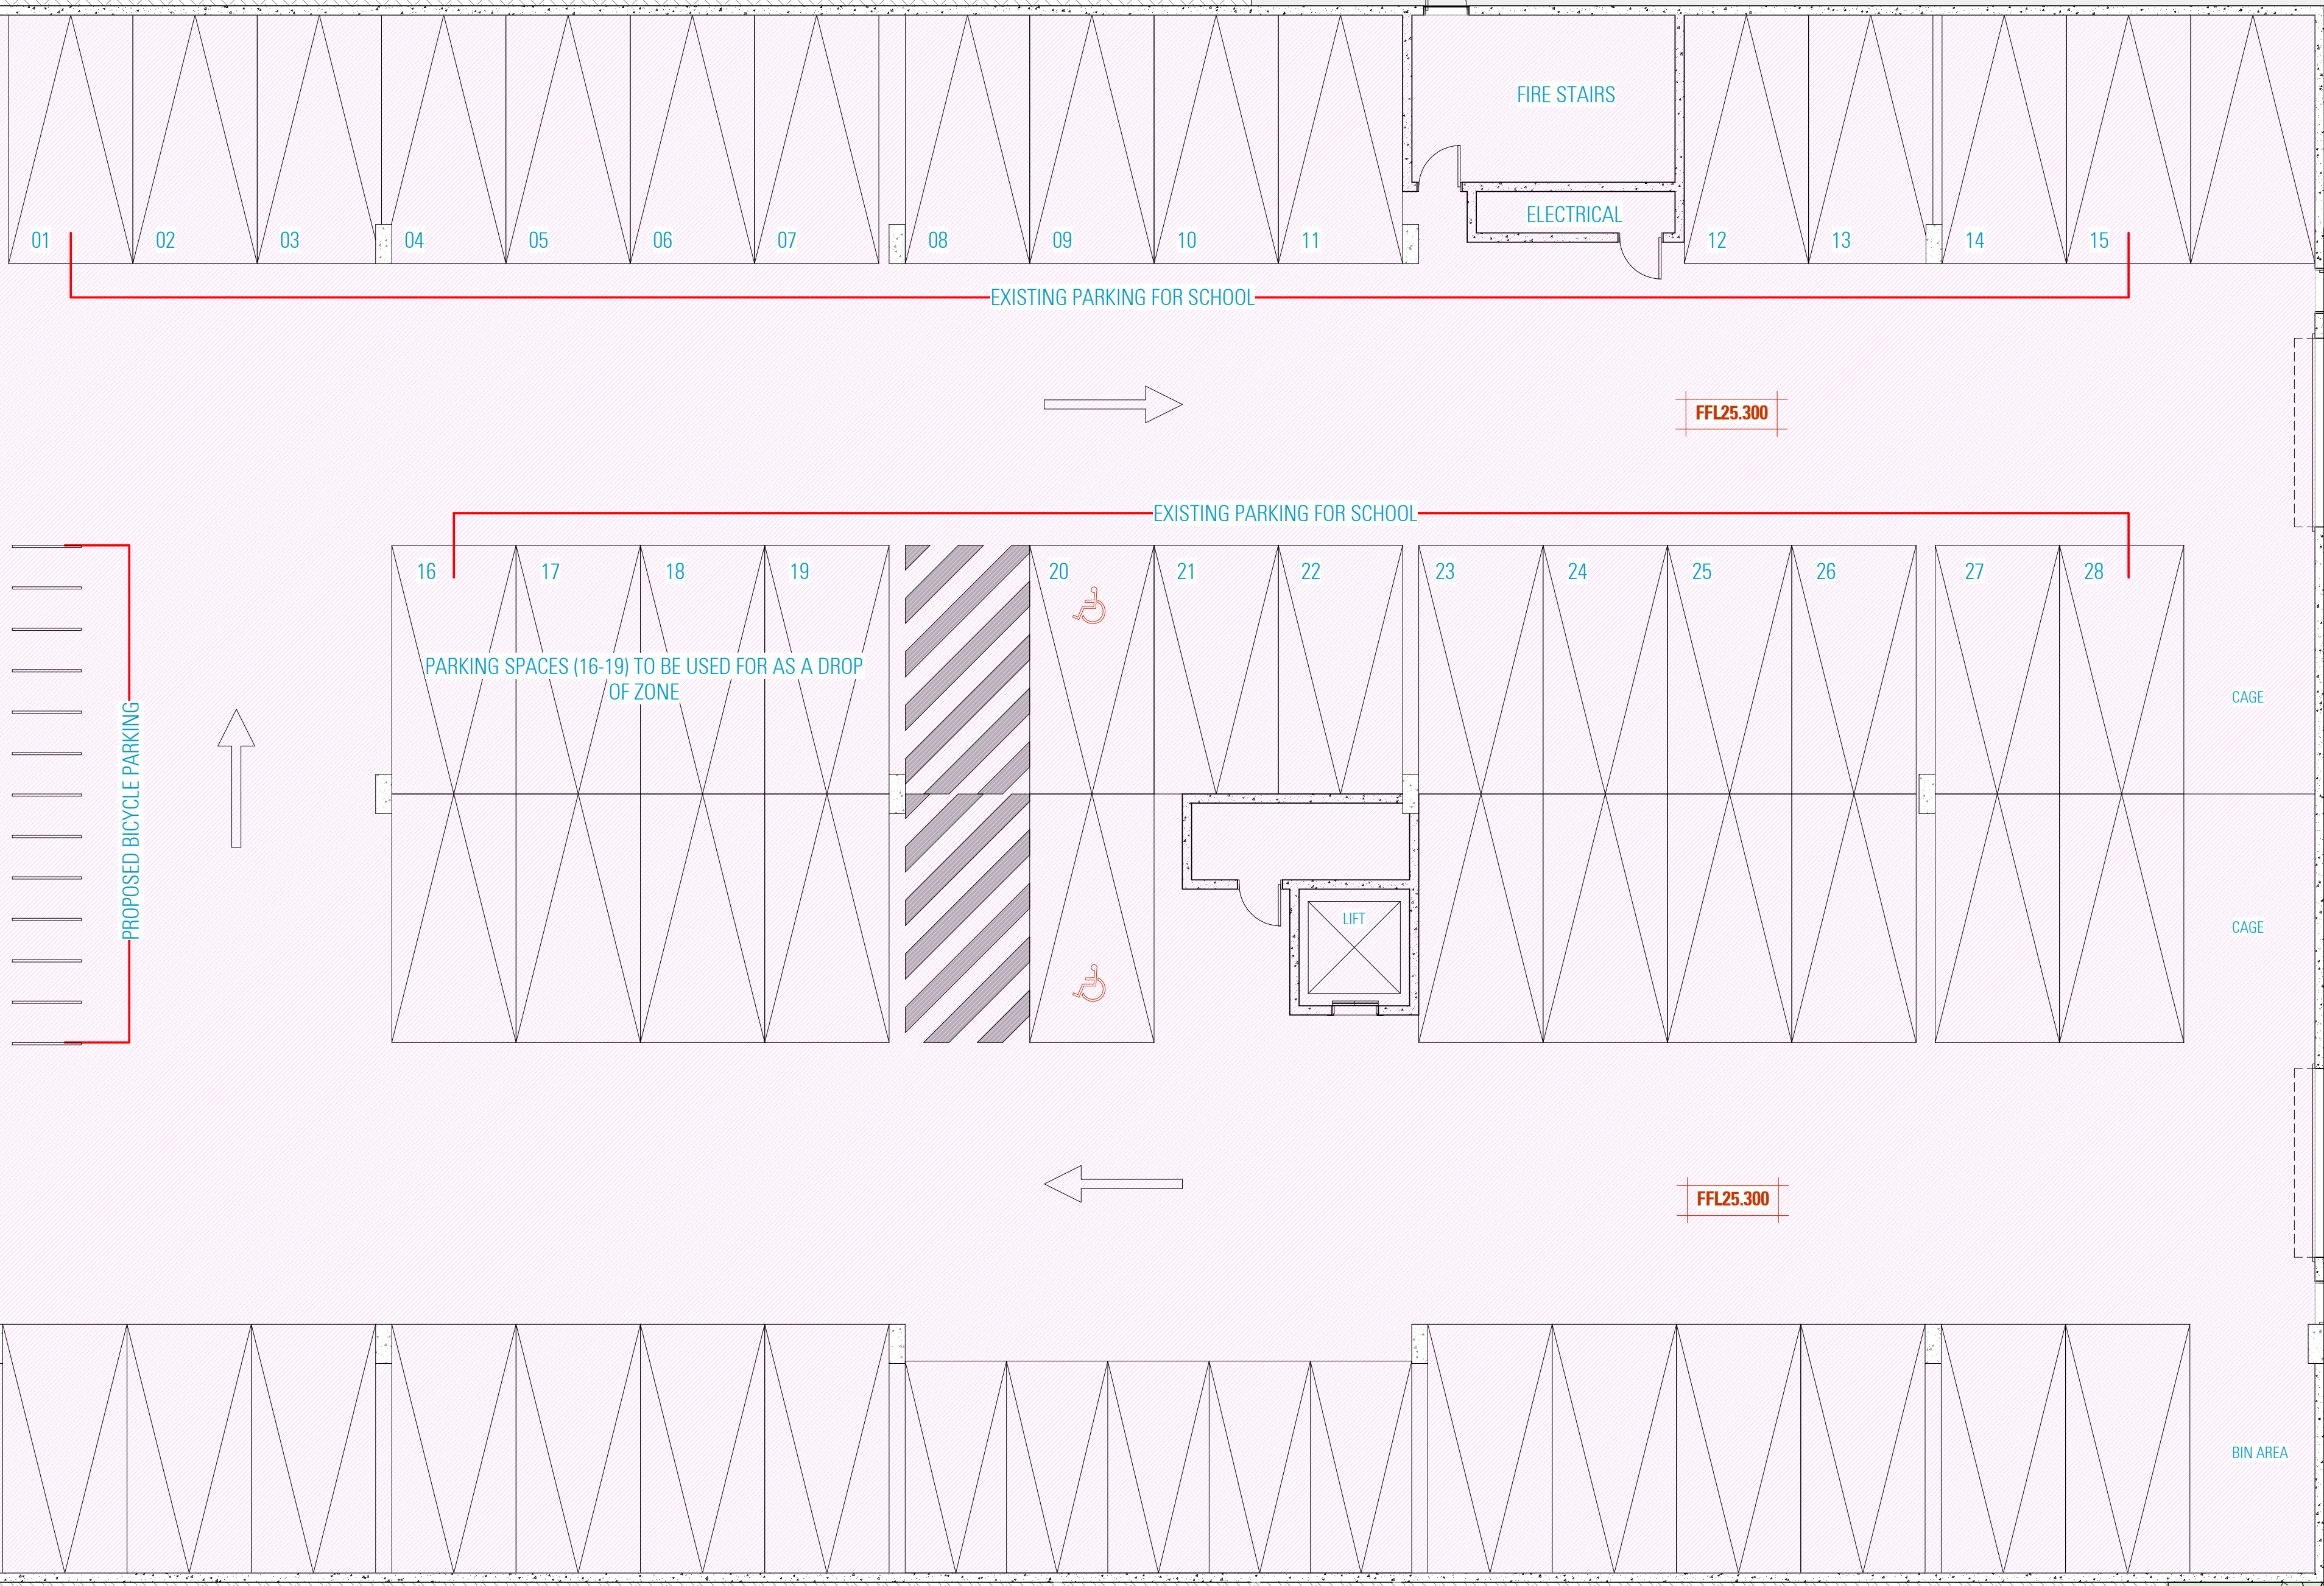 FIRE STAIRS
ELECTRICAL
01
02
03
04
05
06
07
08
09
10
11
12
13
14
15
EXISTING PARKING FOR SCHOOL
FFL25.300
EXISTING PARKING FOR SCHOOL
16
17
18
19
20
21
22
23
24
25
26
27
28
PARKING SPACES (16-19) TO BE USED FOR AS A DROP
OF ZONE
CAGE
PROPOSED BICYCLE PARKING
LIFT
CAGE
FFL25.300
BIN AREA